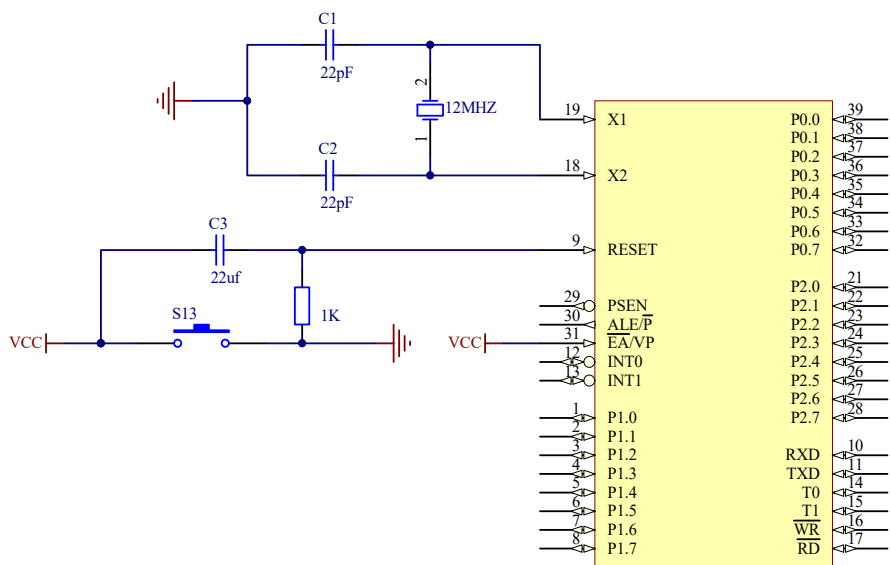 C1
22pF
2
12MHZ
1
C2
22pF
C3
22uf
1K
S13
VCC
VCC
19 X1
18 X2
9 RESET
29 PSEN
30 ALE/P
31 EA/VP
12 INT0
13 INT1
1 P1.0
2 P1.1
3 P1.2
4 P1.3
5 P1.4
6 P1.5
7 P1.6
8 P1.7
P0.0 39
P0.1 38
P0.2 37
P0.3 36
P0.4 35
P0.5 34
P0.6 33
P0.7 32
P2.0 21
P2.1 22
P2.2 23
P2.3 24
P2.4 25
P2.5 26
P2.6 27
P2.7 28
RXD 10
TXD 11
T0 14
T1 15
WR 16
RD 17